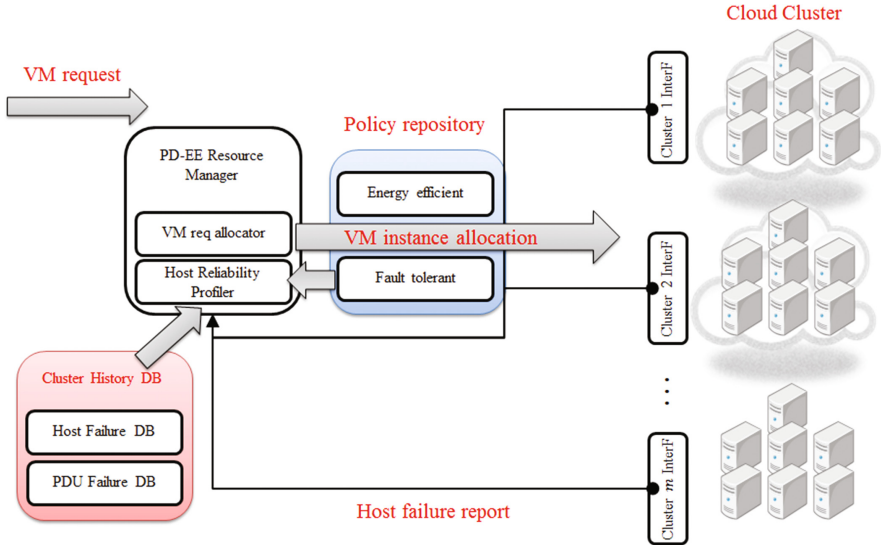 Cloud Cluster
VM request
Cluster 1 InterF
Policy repository
PD-EE Resource
Manager
Energy efficient
VM req allocator
VM instance allocation
Host Reliability
Profiler
Fault tolerant
Cluster 2 InterF
Cluster History DB
...
Host Failure DB
PDU Failure DB
Cluster m InterF
Host failure report